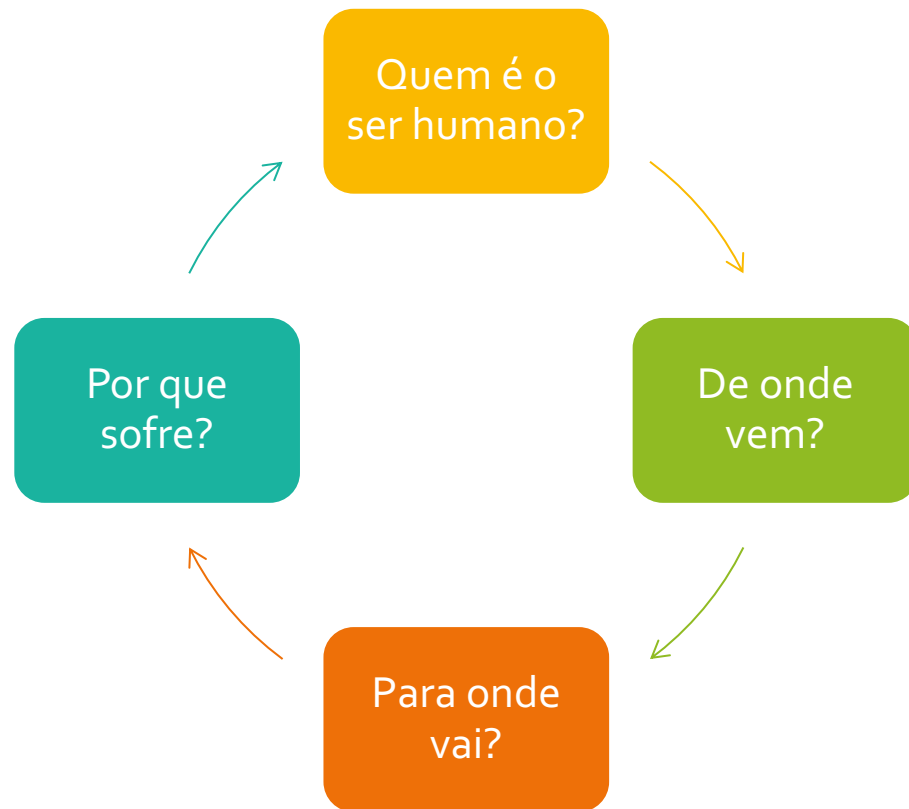 Quem é o
ser humano?
De onde
vem?
Para onde
vai?
Por que
sofre?